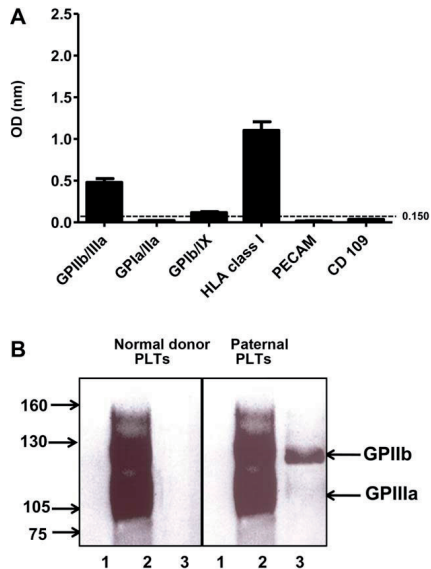 A
OD (nm)
2.5
2.0
1.5
1.0
0.5
0.0
0.150
GPIIb/IIIa
GPIa/IIa
GPIb/IX
HLA class I
PECAM
CD 109
B
Normal donor PLTs
Paternal PLTs
160
130
105
75
GPIIb
GPIIIa
1 2 3 1 2 3